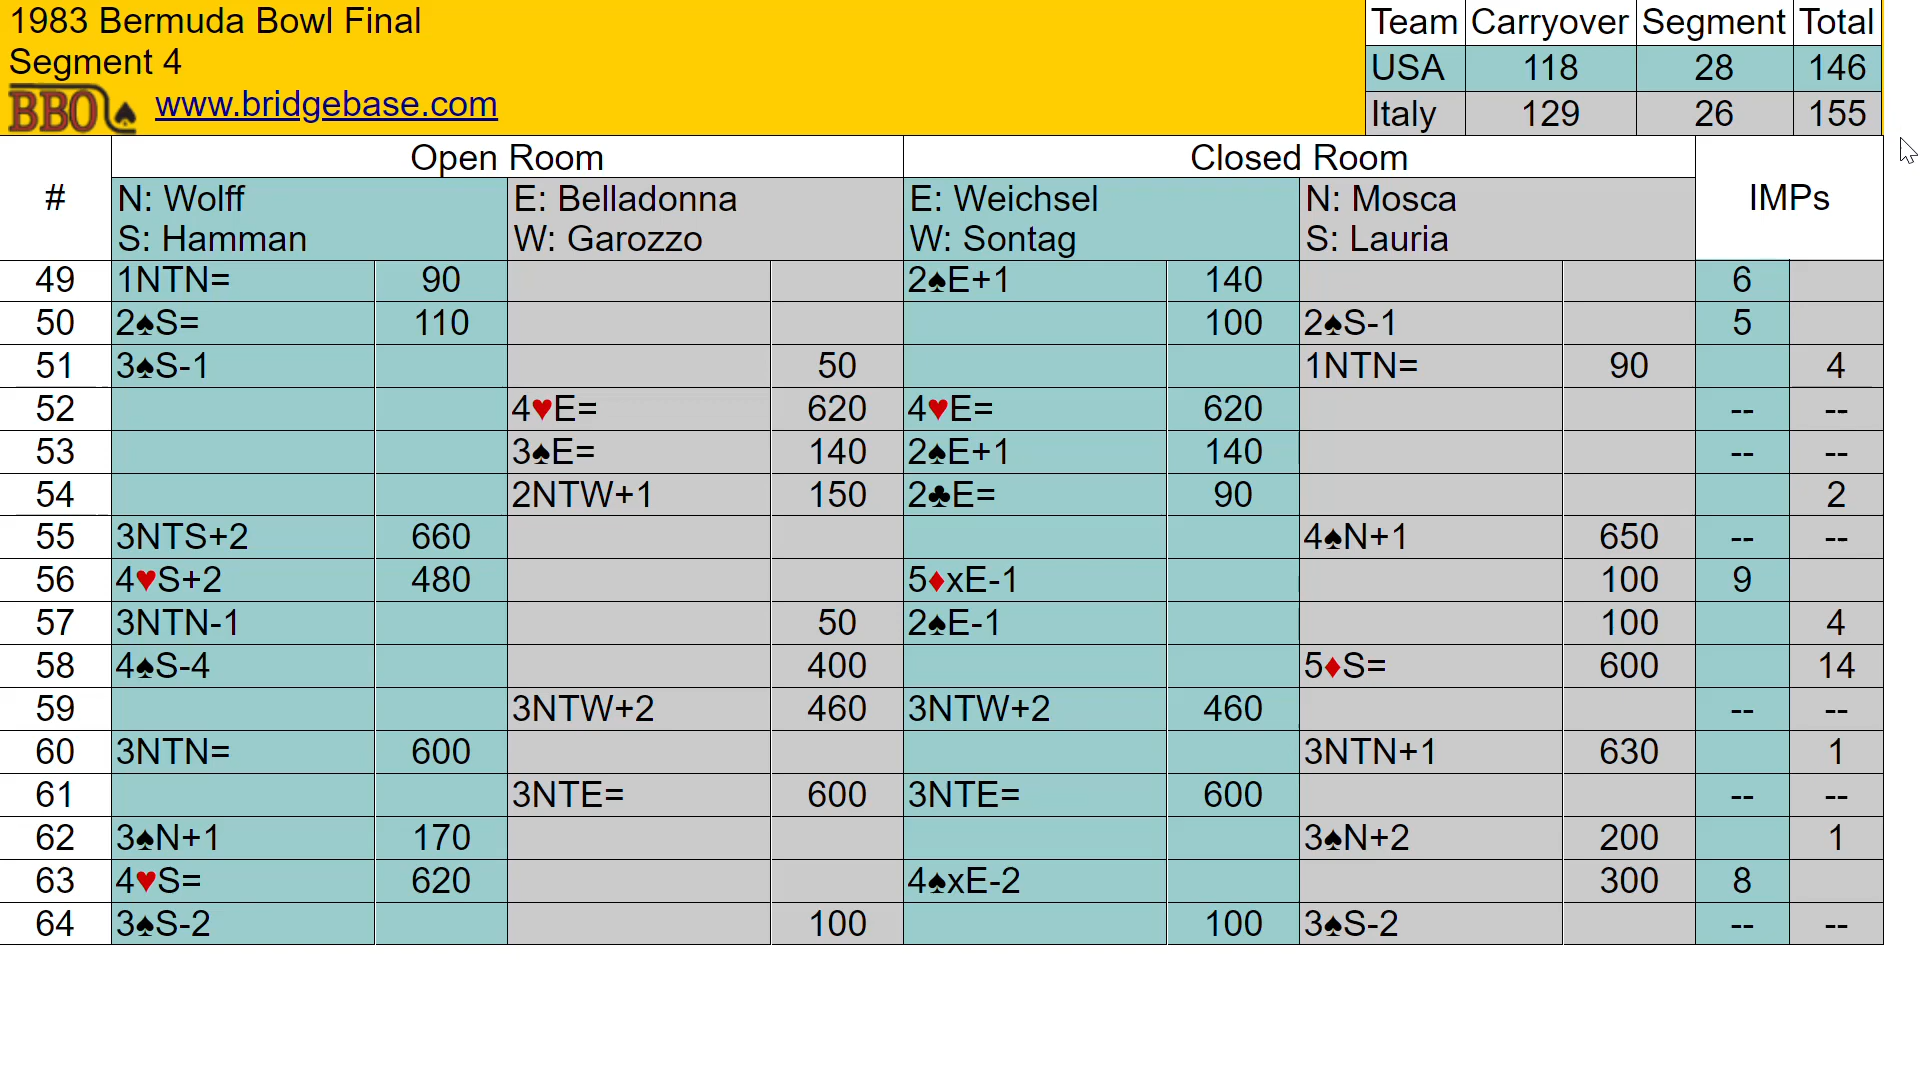 1983 Bermuda Bowl Final
Segment 4
BBO♠ www.bridgebase.com
Team Carryover Segment Total
USA 118 28 146
Italy 129 26 155
# Open Room Closed Room IMPs
N: Wolff E: Belladonna E: Weichsel N: Mosca
S: Hamman W: Garozzo W: Sontag S: Lauria
49 1NTN= 90 2♠E+1 140 6
50 2♠S= 110 100 2♠S-1 5
51 3♠S-1 50 1NTN= 90 4
52 4♥E= 620 4♥E= 620 -- --
53 3♠E= 140 2♠E+1 140 -- --
54 2NTW+1 150 2♣E= 90 2
55 3NTS+2 660 4♠N+1 650 -- --
56 4♥S+2 480 5♦xE-1 100 9
57 3NTN-1 50 2♠E-1 100 4
58 4♠S-4 400 5♦S= 600 14
59 3NTW+2 460 3NTW+2 460 -- --
60 3NTN= 600 3NTN+1 630 1
61 3NTE= 600 3NTE= 600 -- --
62 3♠N+1 170 3♠N+2 200 1
63 4♥S= 620 4♠xE-2 300 8
64 3♠S-2 100 100 3♠S-2 -- --